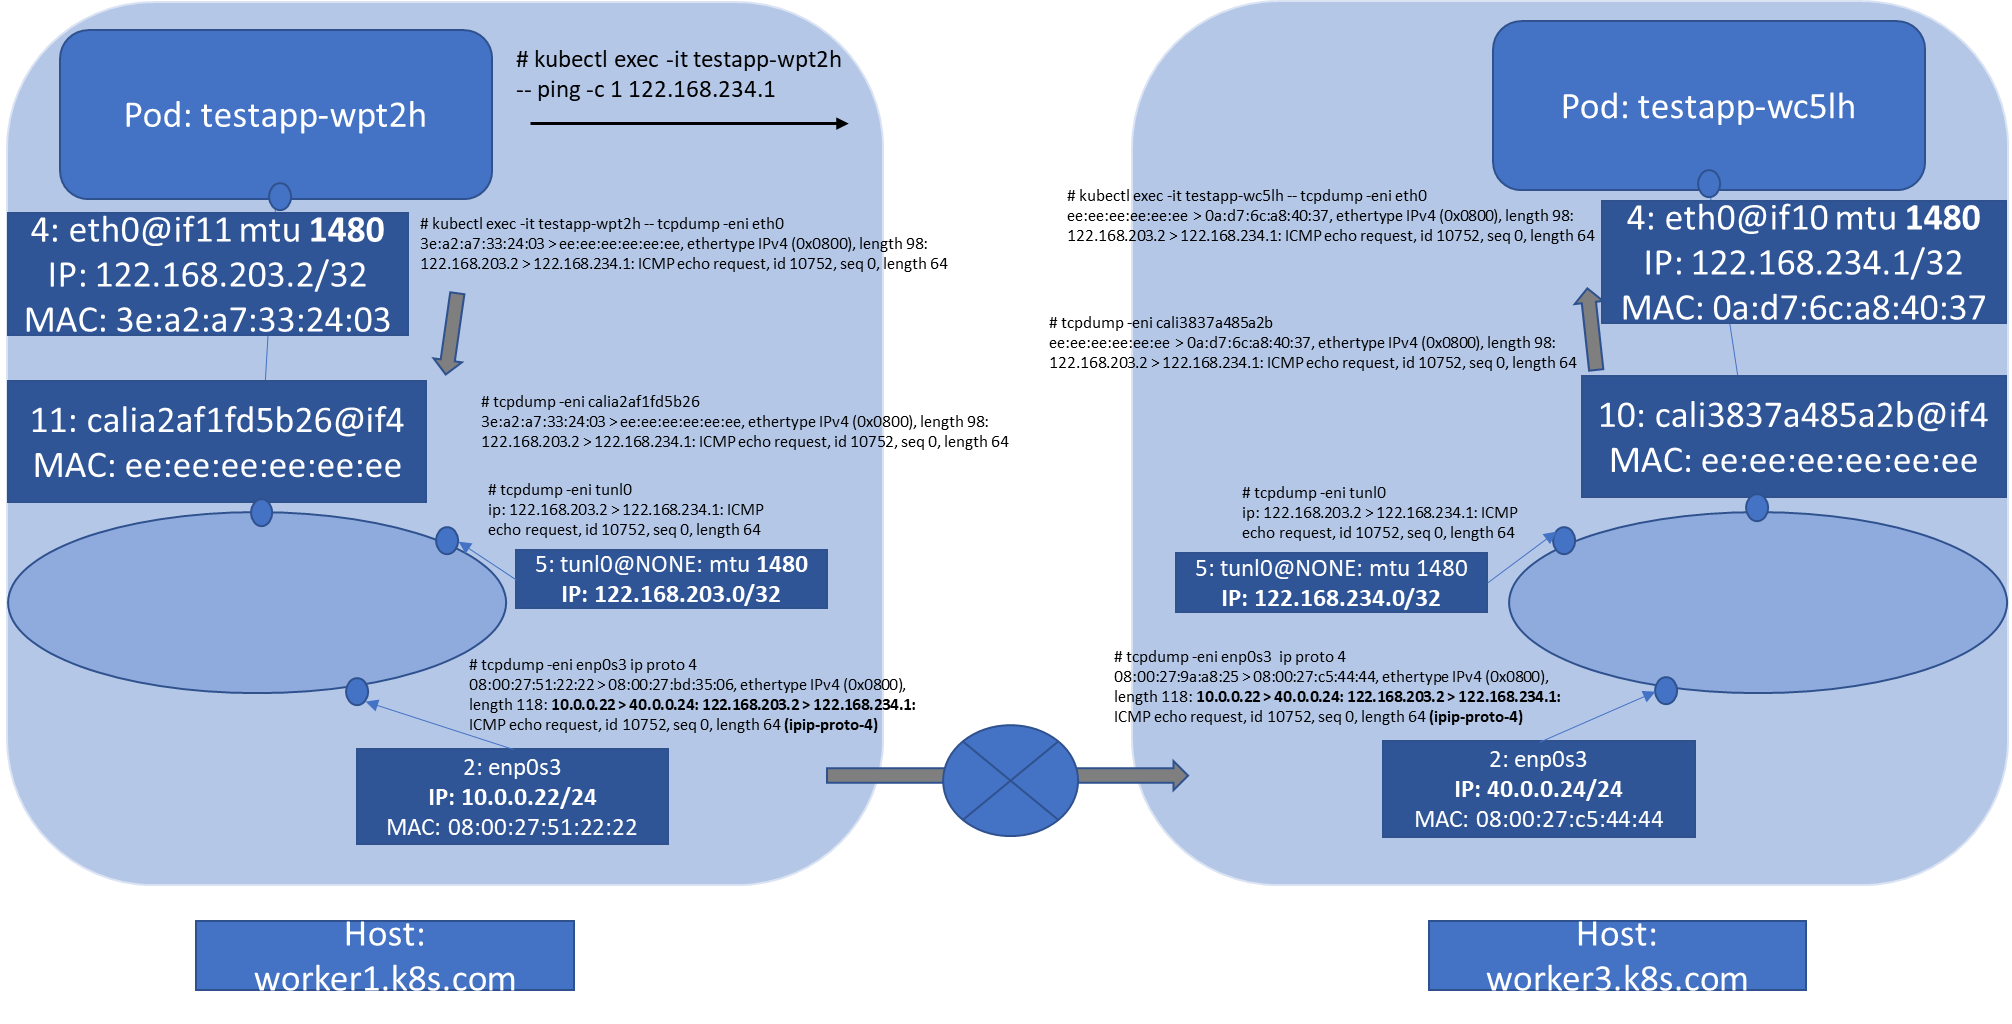 Pod: testapp-wpt2h
# kubectl exec -it testapp-wpt2h
-- ping -c 1 122.168.234.1
4: eth0@if11 mtu 1480
IP: 122.168.203.2/32
MAC: 3e:a2:a7:33:24:03
# kubectl exec -it testapp-wpt2h -- tcpdump -eni eth0
3e:a2:a7:33:24:03 > ee:ee:ee:ee:ee:ee, ethertype IPv4 (0x0800), length 98:
122.168.203.2 > 122.168.234.1: ICMP echo request, id 10752, seq 0, length 64
11: calia2af1fd5b26@if4
MAC: ee:ee:ee:ee:ee:ee
# tcpdump -eni calia2af1fd5b26
3e:a2:a7:33:24:03 > ee:ee:ee:ee:ee:ee, ethertype IPv4 (0x0800), length 98:
122.168.203.2 > 122.168.234.1: ICMP echo request, id 10752, seq 0, length 64
# tcpdump -eni tunl0
ip: 122.168.203.2 > 122.168.234.1: ICMP
echo request, id 10752, seq 0, length 64
5: tunl0@NONE: mtu 1480
IP: 122.168.203.0/32
# tcpdump -eni enp0s3 ip proto 4
08:00:27:51:22:22 > 08:00:27:bd:35:06, ethertype IPv4 (0x0800),
length 118: 10.0.0.22 > 40.0.0.24: 122.168.203.2 > 122.168.234.1:
ICMP echo request, id 10752, seq 0, length 64 (ipip-proto-4)
2: enp0s3
IP: 10.0.0.22/24
MAC: 08:00:27:51:22:22
Host:
worker1.k8s.com
Pod: testapp-wc5lh
# kubectl exec -it testapp-wc5lh -- tcpdump -eni eth0
ee:ee:ee:ee:ee:ee > 0a:d7:6c:a8:40:37, ethertype IPv4 (0x0800), length 98:
122.168.203.2 > 122.168.234.1: ICMP echo request, id 10752, seq 0, length 64
4: eth0@if10 mtu 1480
IP: 122.168.234.1/32
MAC: 0a:d7:6c:a8:40:37
# tcpdump -eni cali3837a485a2b
ee:ee:ee:ee:ee:ee > 0a:d7:6c:a8:40:37, ethertype IPv4 (0x0800), length 98:
122.168.203.2 > 122.168.234.1: ICMP echo request, id 10752, seq 0, length 64
10: cali3837a485a2b@if4
MAC: ee:ee:ee:ee:ee:ee
# tcpdump -eni tunl0
ip: 122.168.203.2 > 122.168.234.1: ICMP
echo request, id 10752, seq 0, length 64
5: tunl0@NONE: mtu 1480
IP: 122.168.234.0/32
# tcpdump -eni enp0s3 ip proto 4
08:00:27:9a:a8:25 > 08:00:27:c5:44:44, ethertype IPv4 (0x0800),
length 118: 10.0.0.22 > 40.0.0.24: 122.168.203.2 > 122.168.234.1:
ICMP echo request, id 10752, seq 0, length 64 (ipip-proto-4)
2: enp0s3
IP: 40.0.0.24/24
MAC: 08:00:27:c5:44:44
Host:
worker3.k8s.com